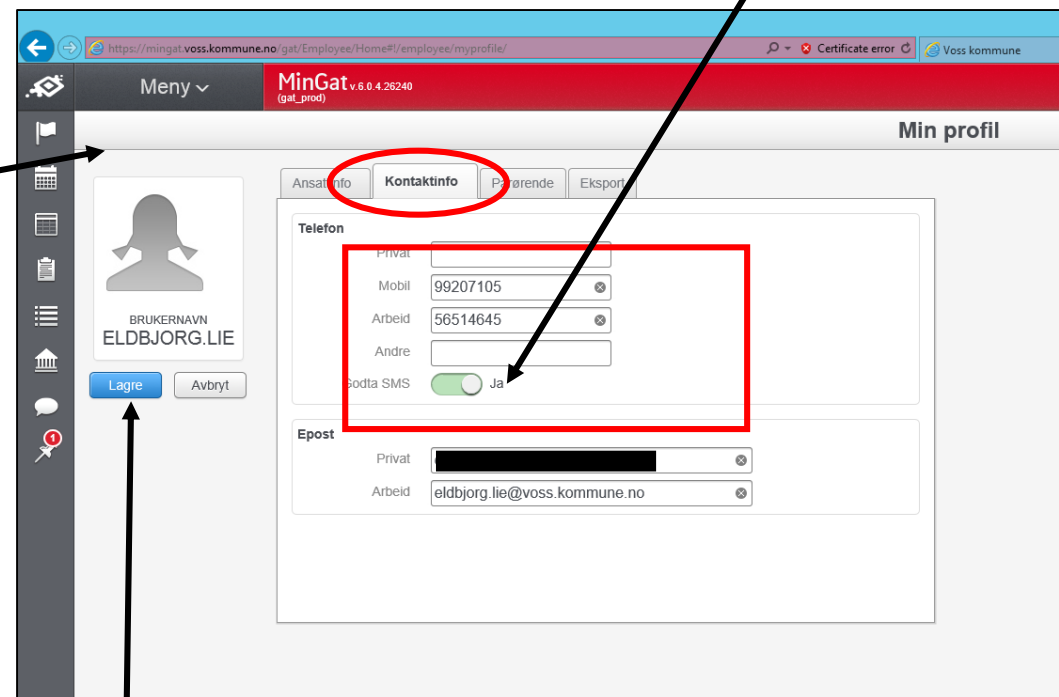 https://mingat.voss.kommune.no/gat/Employee/Home#!/employee/myprofile/
Certificate error
Voss kommune
Meny
MinGat v.6.0.4.26240
(gat_prod)
Min profil
Ansattinfo
Kontaktinfo
Pårørende
Eksport
Telefon
Privat
Mobil 99207105
BRUKERNAVN
ELDBJORG.LIE
Arbeid 56514645
Andre
Lagre
Avbryt
Godta SMS
Ja
1
Epost
Privat
Arbeid eldbjorg.lie@voss.kommune.no